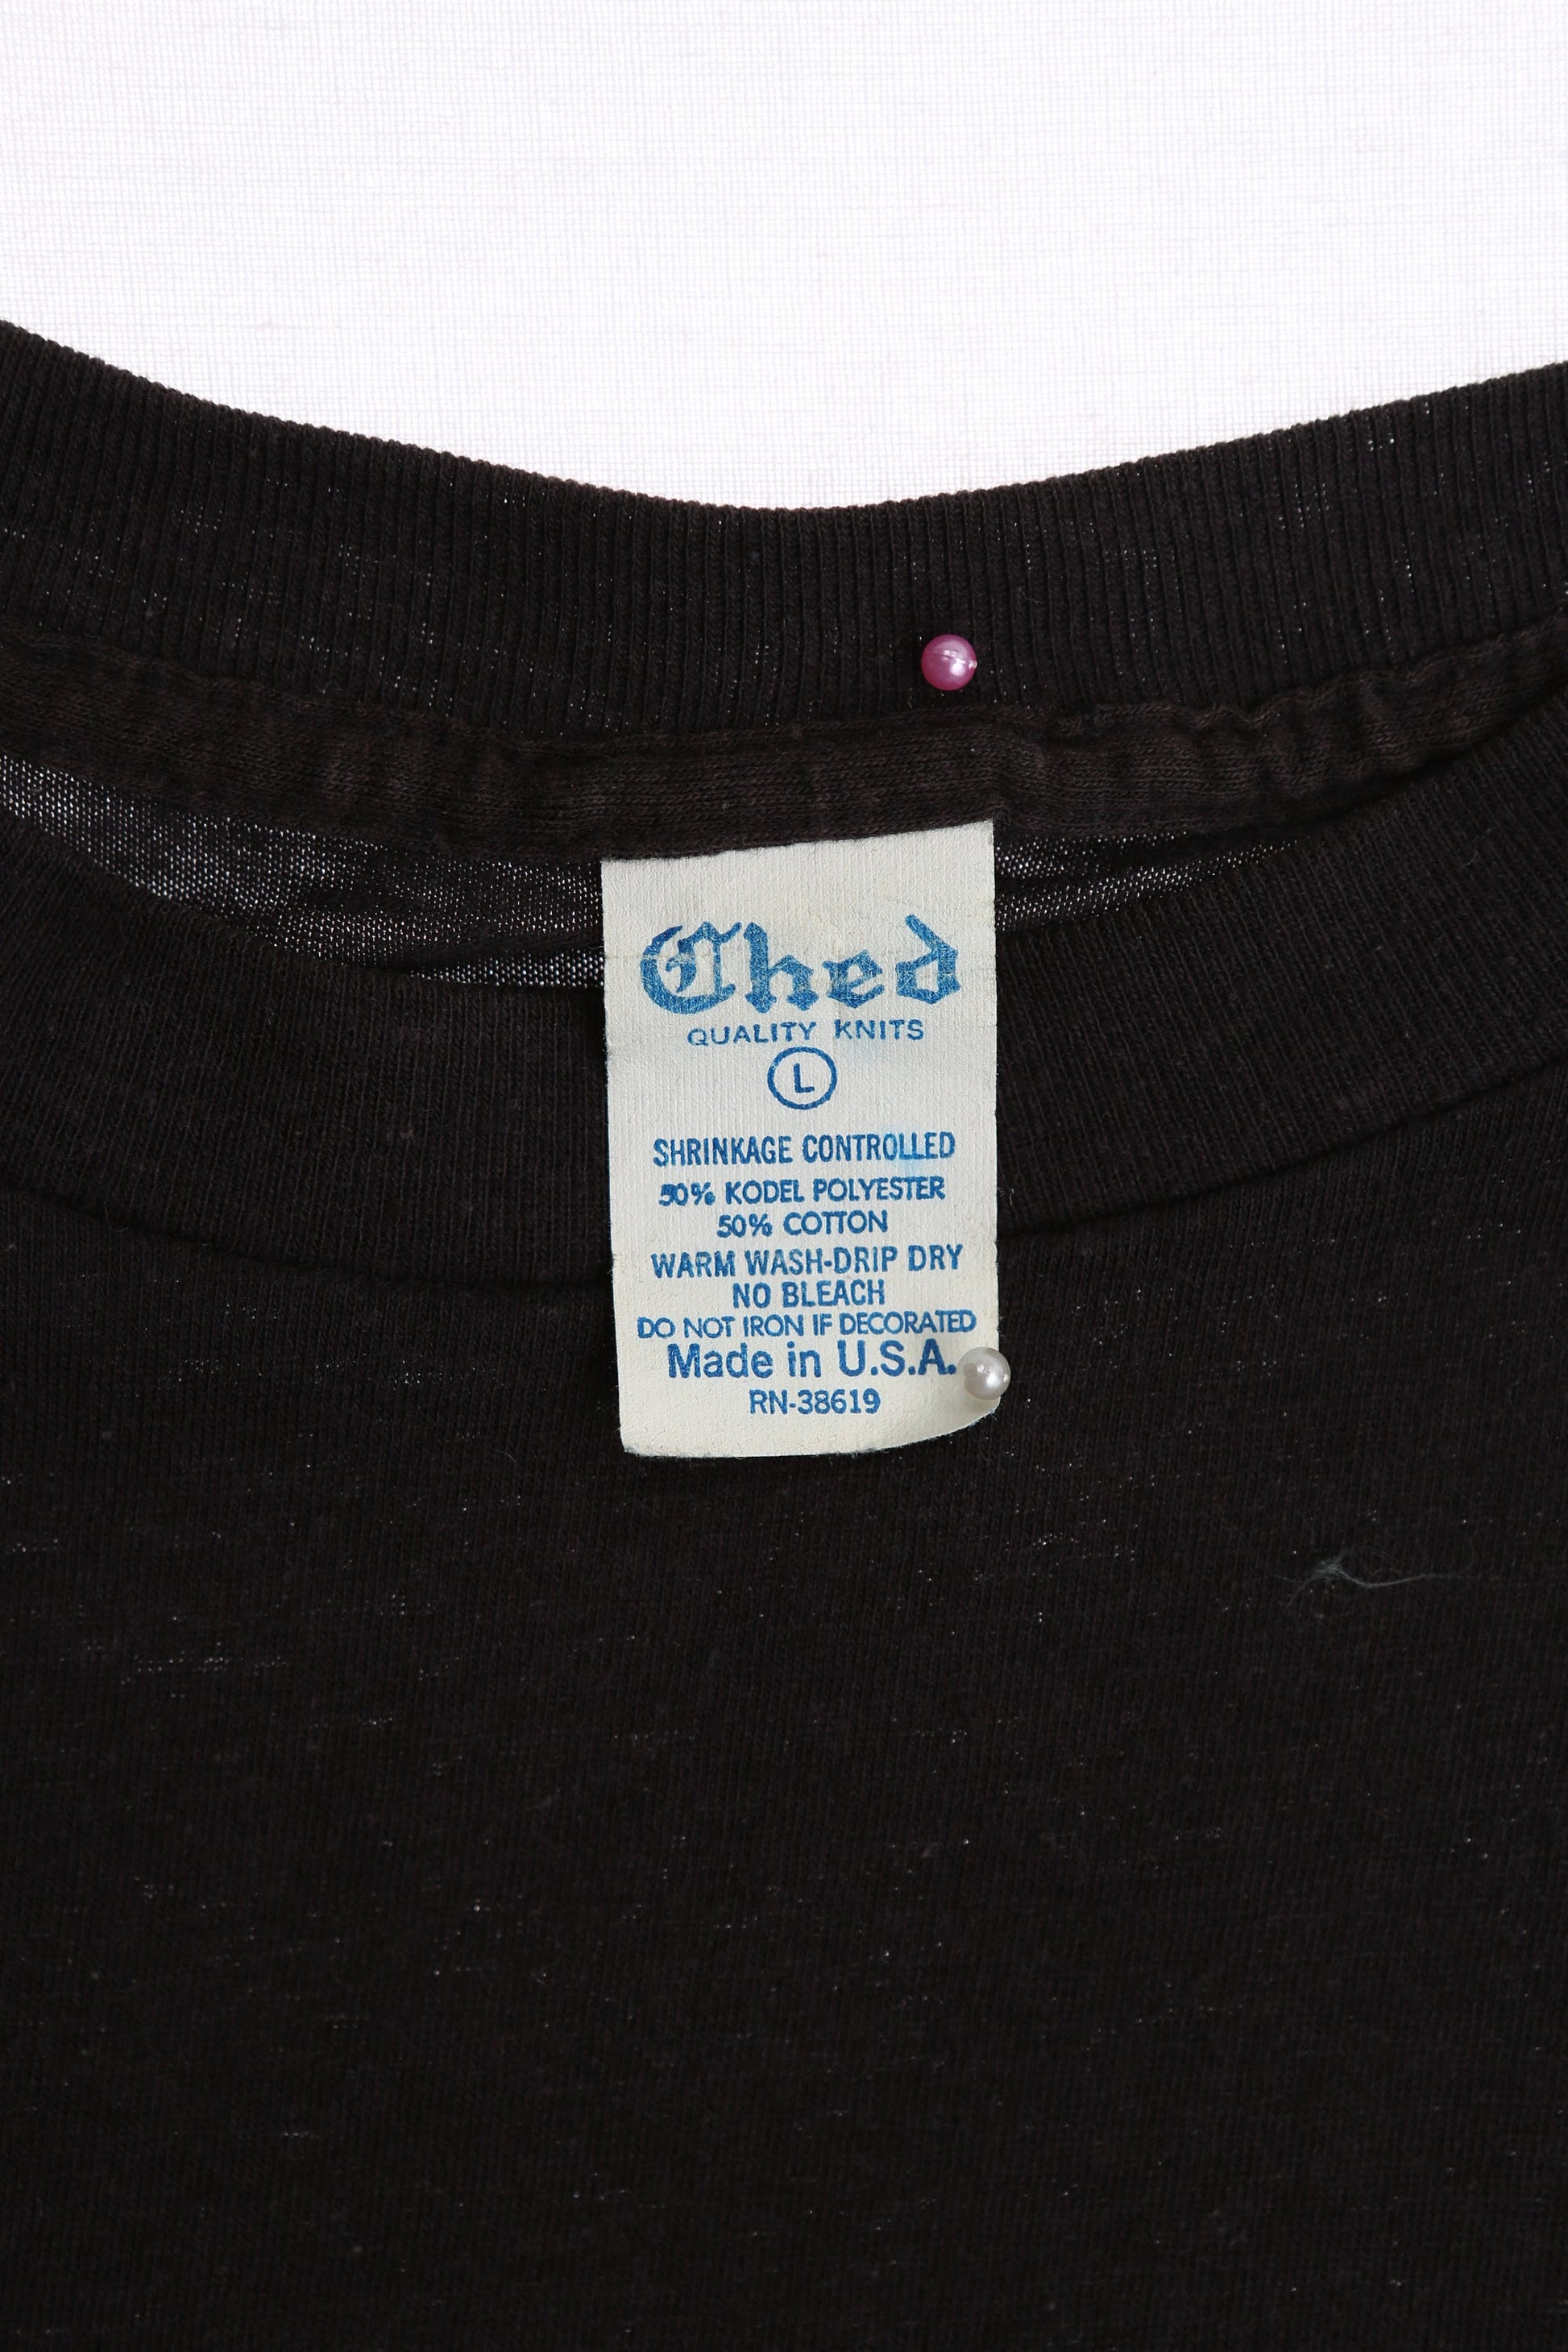 Ched
QUALITY KNITS
L
SHRINKAGE CONTROLLED
50% KODEL POLYESTER
50% COTTON
WARM WASH-DRIP DRY
NO BLEACH
DO NOT IRON IF DECORATED
Made in U.S.A.
RN-38619